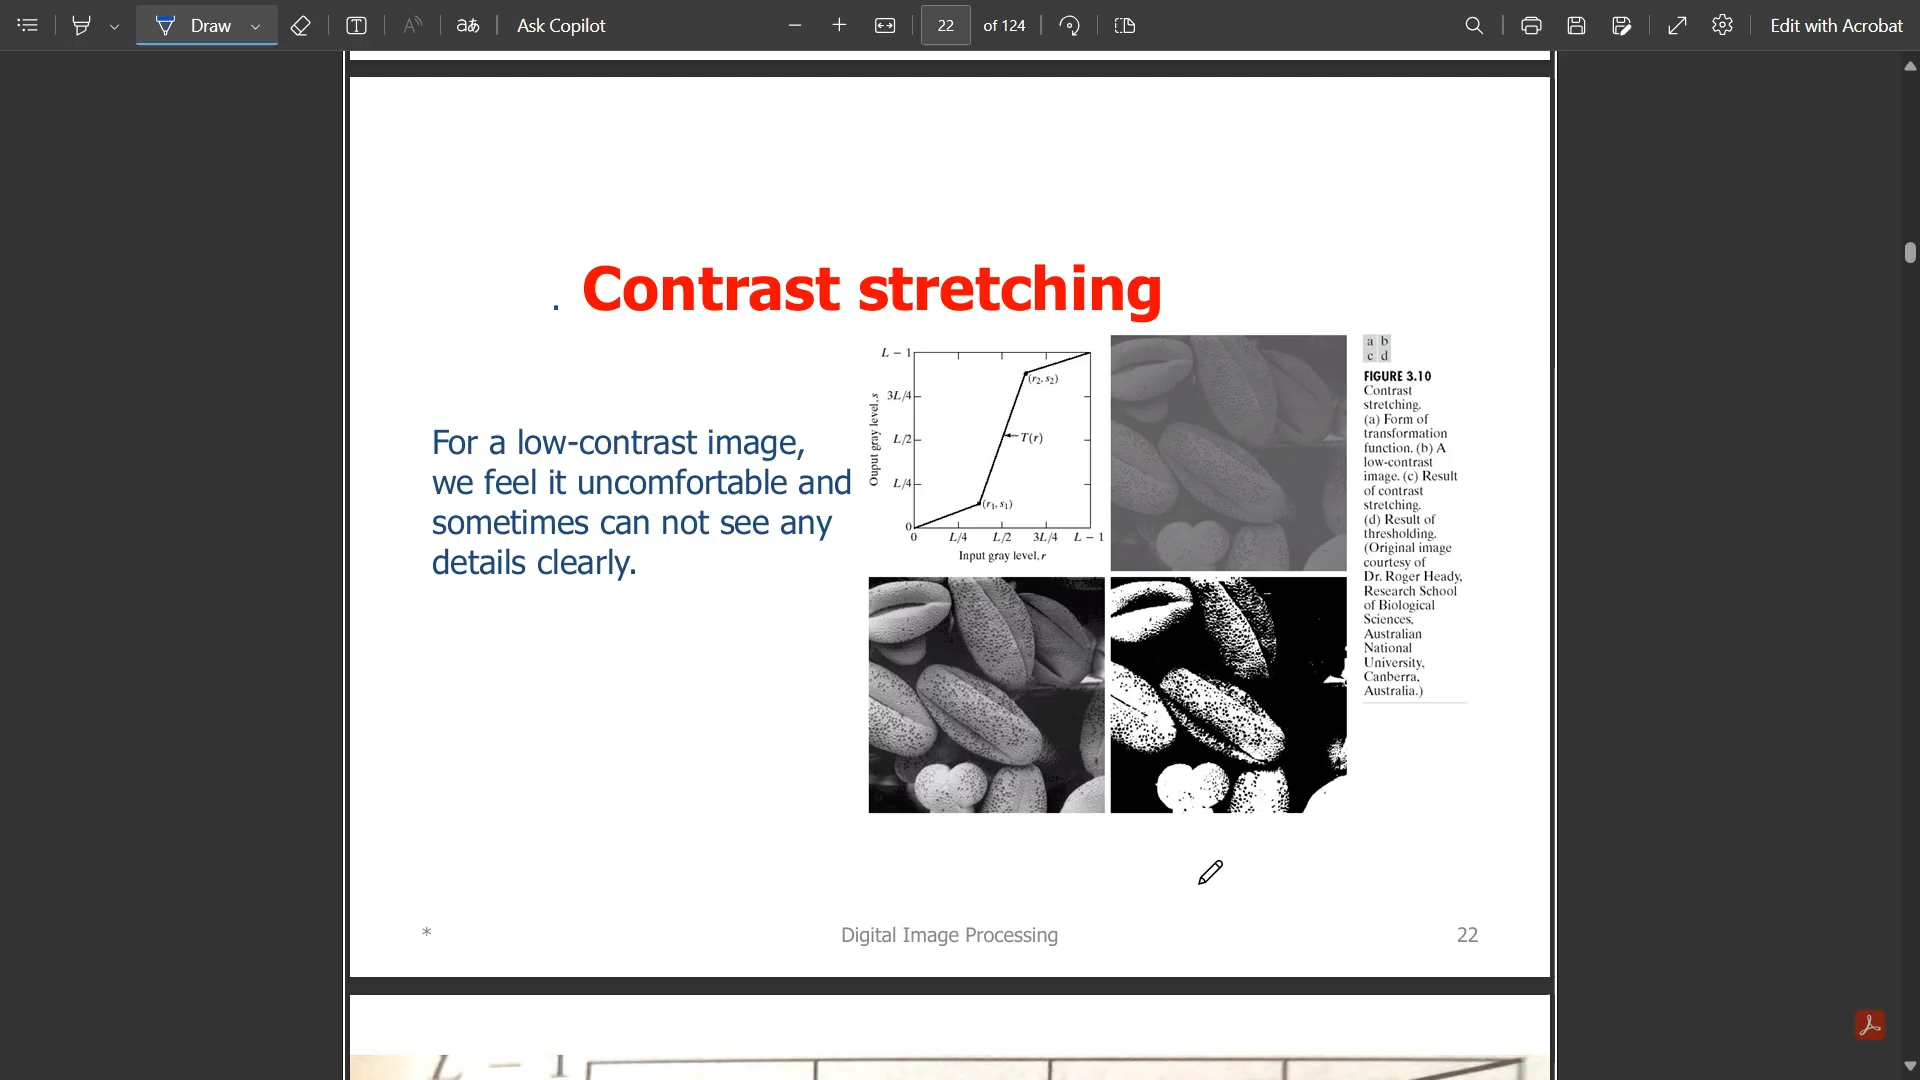 Draw
Ask Copilot
22
of 124
Edit with Acrobat
. Contrast stretching
For a low-contrast image,
we feel it uncomfortable and
sometimes can not see any
details clearly.
L − 1
3L/4
L/2
L/4
0
Ouput gray level, s
(r2, s2)
T(r)
(r1, s1)
0 L/4 L/2 3L/4 L − 1
Input gray level, r
a b
c d
FIGURE 3.10
Contrast
stretching.
(a) Form of
transformation
function. (b) A
low-contrast
image. (c) Result
of contrast
stretching.
(d) Result of
thresholding.
(Original image
courtesy of
Dr. Roger Heady,
Research School
of Biological
Sciences,
Australian
National
University,
Canberra,
Australia.)
*
Digital Image Processing
22
L − 1